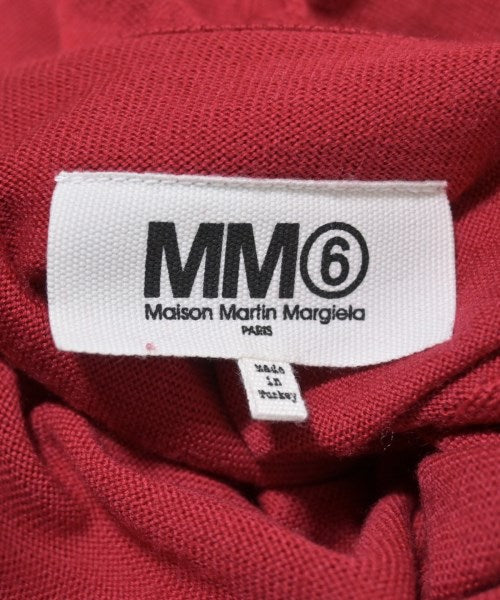 MM⑥
Maison Martin Margiela
PARIS
Made
in
Turkey